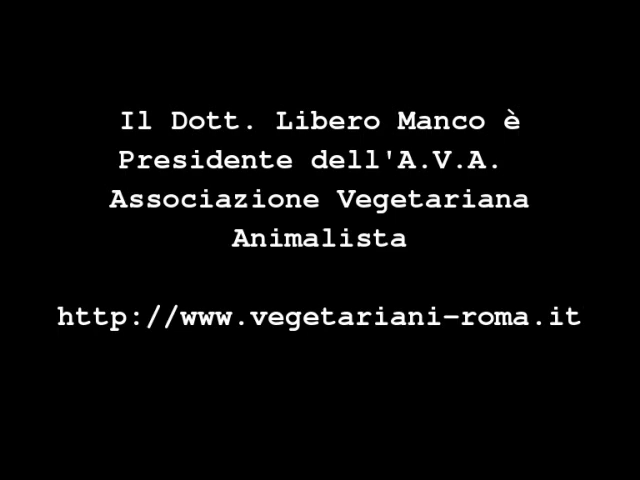 Il Dott. Libero Manco è
Presidente dell'A.V.A.
Associazione Vegetariana
Animalista
http://www.vegetariani-roma.it